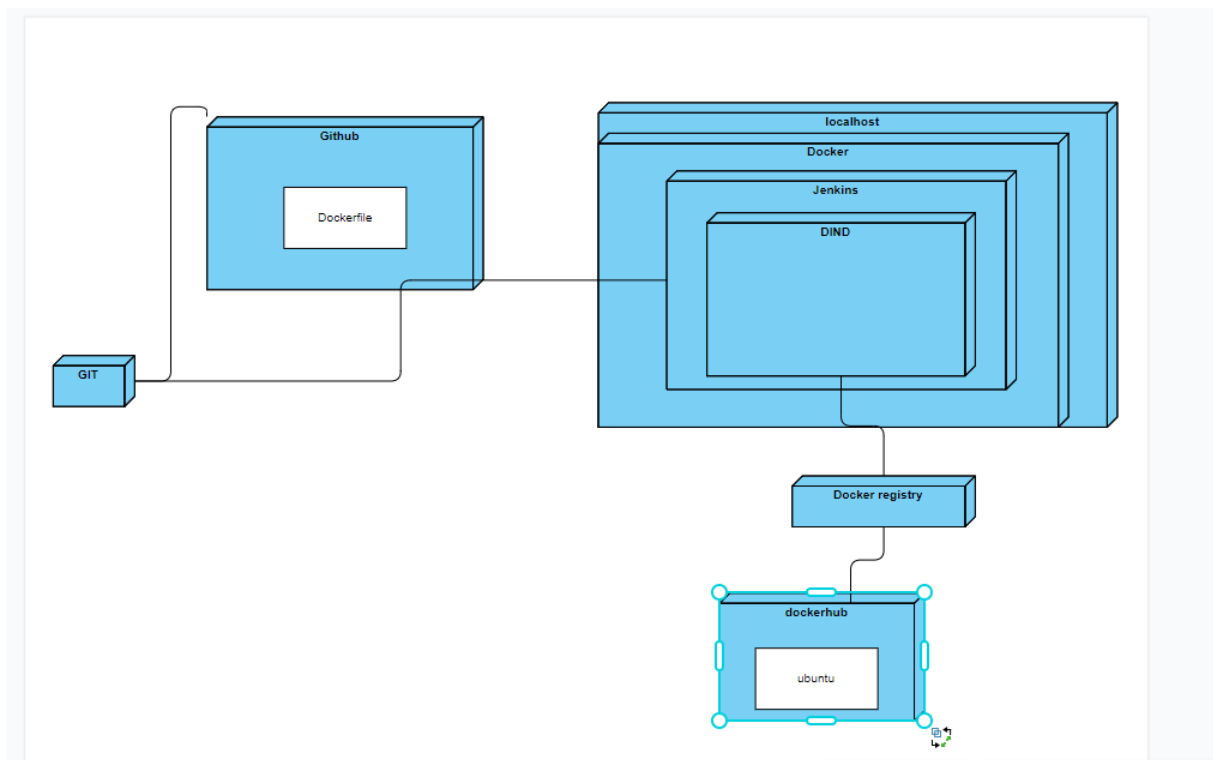 localhost
Docker
Github
Jenkins
Dockerfile
DIND
GIT
Docker registry
dockerhub
ubuntu